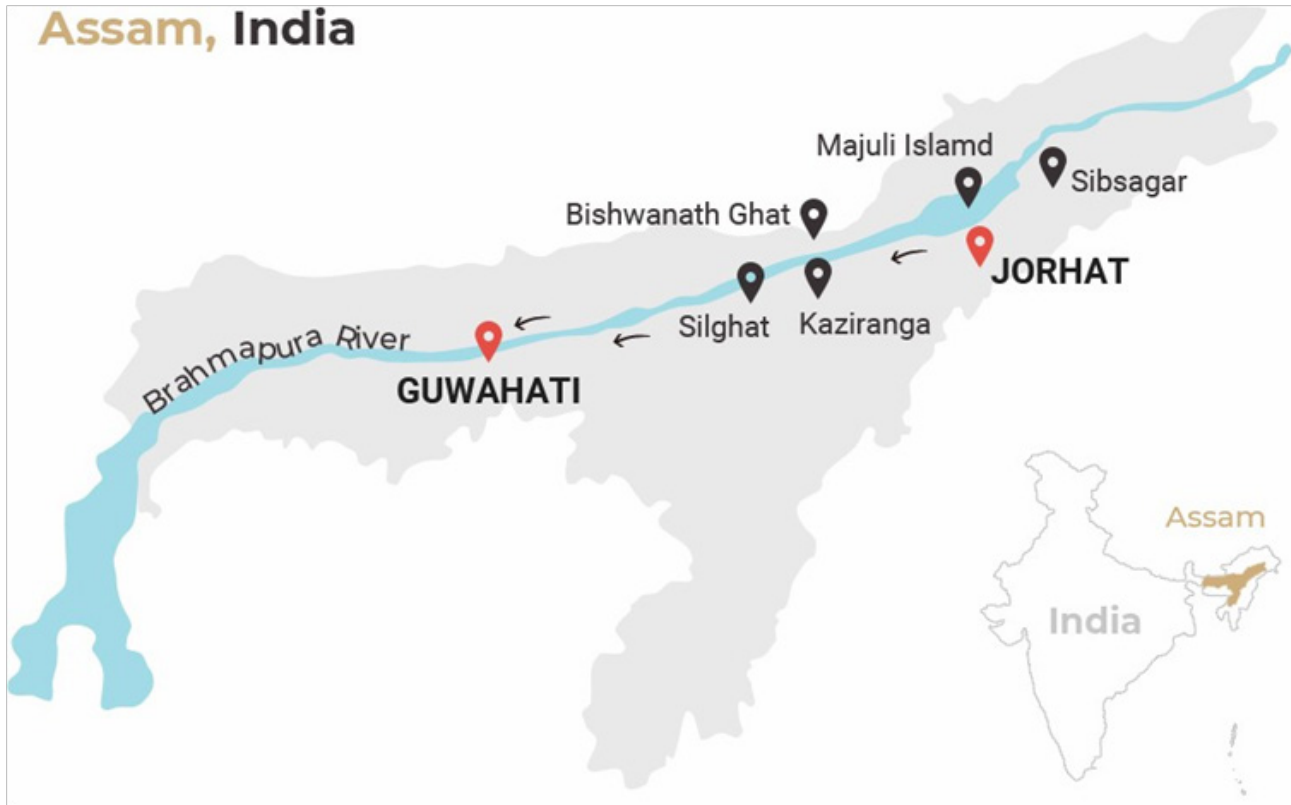 Assam, India
Majuli Islamd
Sibsagar
Bishwanath Ghat
JORHAT
Silghat
Kaziranga
Brahmapura River
GUWAHATI
Assam
India